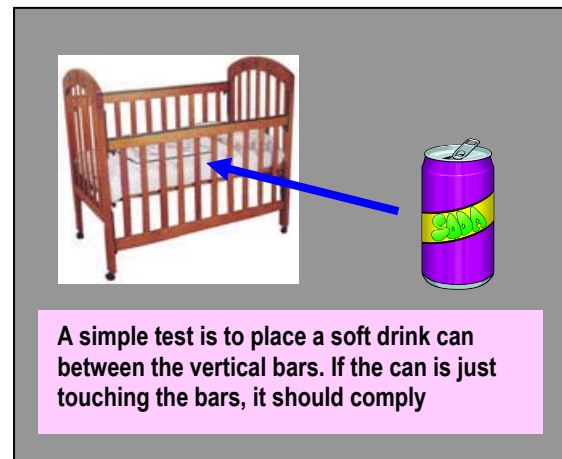 SODA
A simple test is to place a soft drink can
between the vertical bars. If the can is just
touching the bars, it should comply